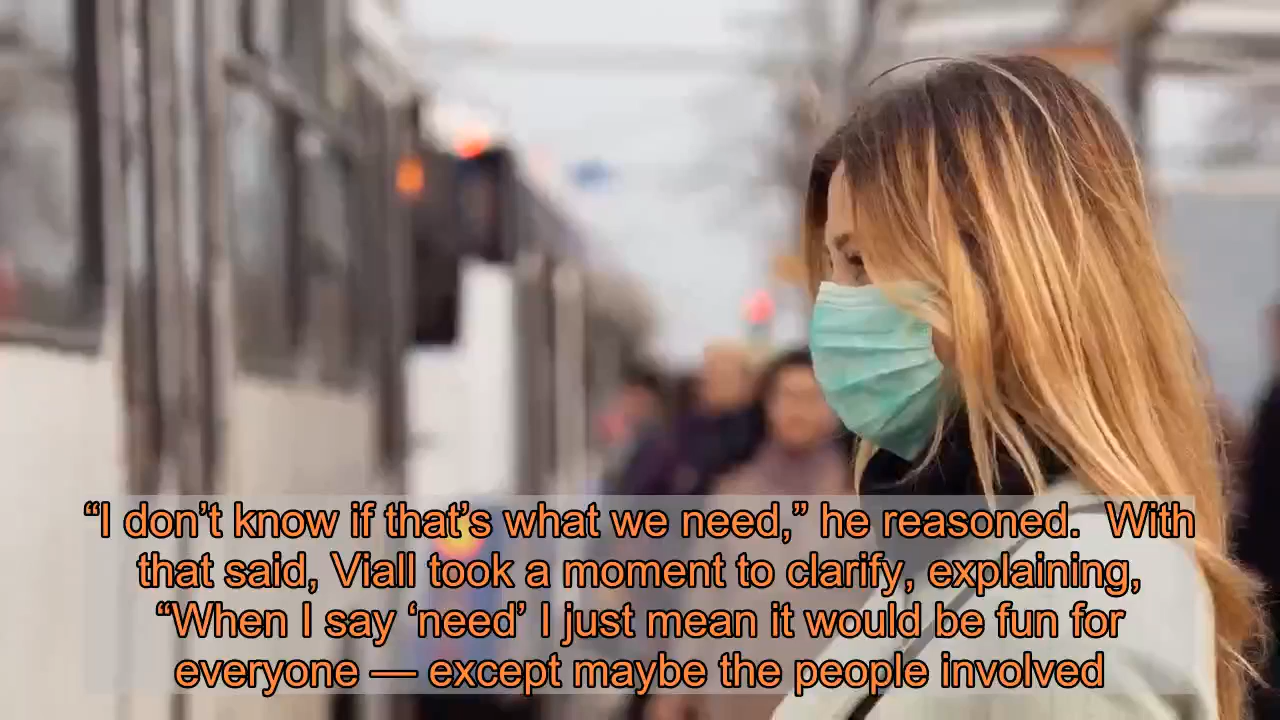 “I don’t know if that’s what we need,” he reasoned.  With
that said, Viall took a moment to clarify, explaining,
“When I say ‘need’ I just mean it would be fun for
everyone — except maybe the people involved